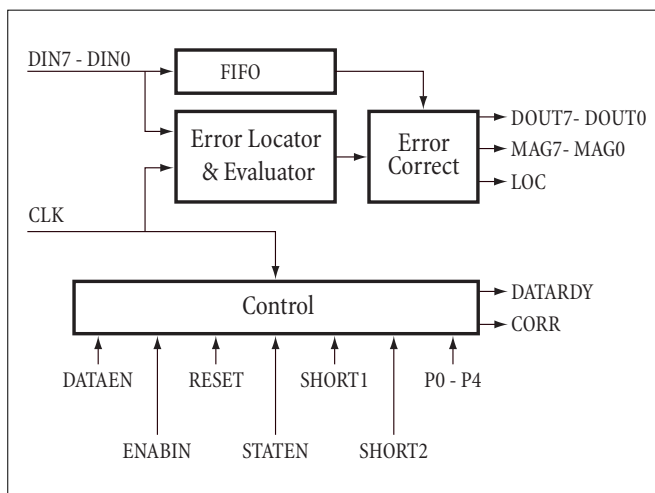 DIN7 - DIN0
FIFO
Error Locator
& Evaluator
Error
Correct
DOUT7- DOUT0
MAG7- MAG0
LOC
CLK
Control
DATARDY
CORR
DATAEN
RESET
SHORT1
P0 - P4
ENABIN
STATEN
SHORT2